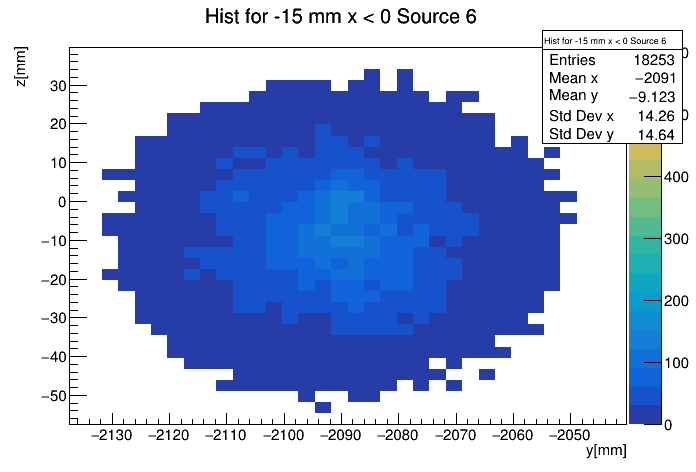 Hist for -15 mm x < 0 Source 6
z[mm]
Hist for -15 mm x < 0 Source 6
Entries 18253
Mean x −2091
Mean y −9.123
Std Dev x 14.26
Std Dev y 14.64
30
20
10
0
−10
−20
−30
−40
−50
−2130 −2120 −2110 −2100 −2090 −2080 −2070 −2060 −2050
y[mm]
0
0
400
300
200
100
0